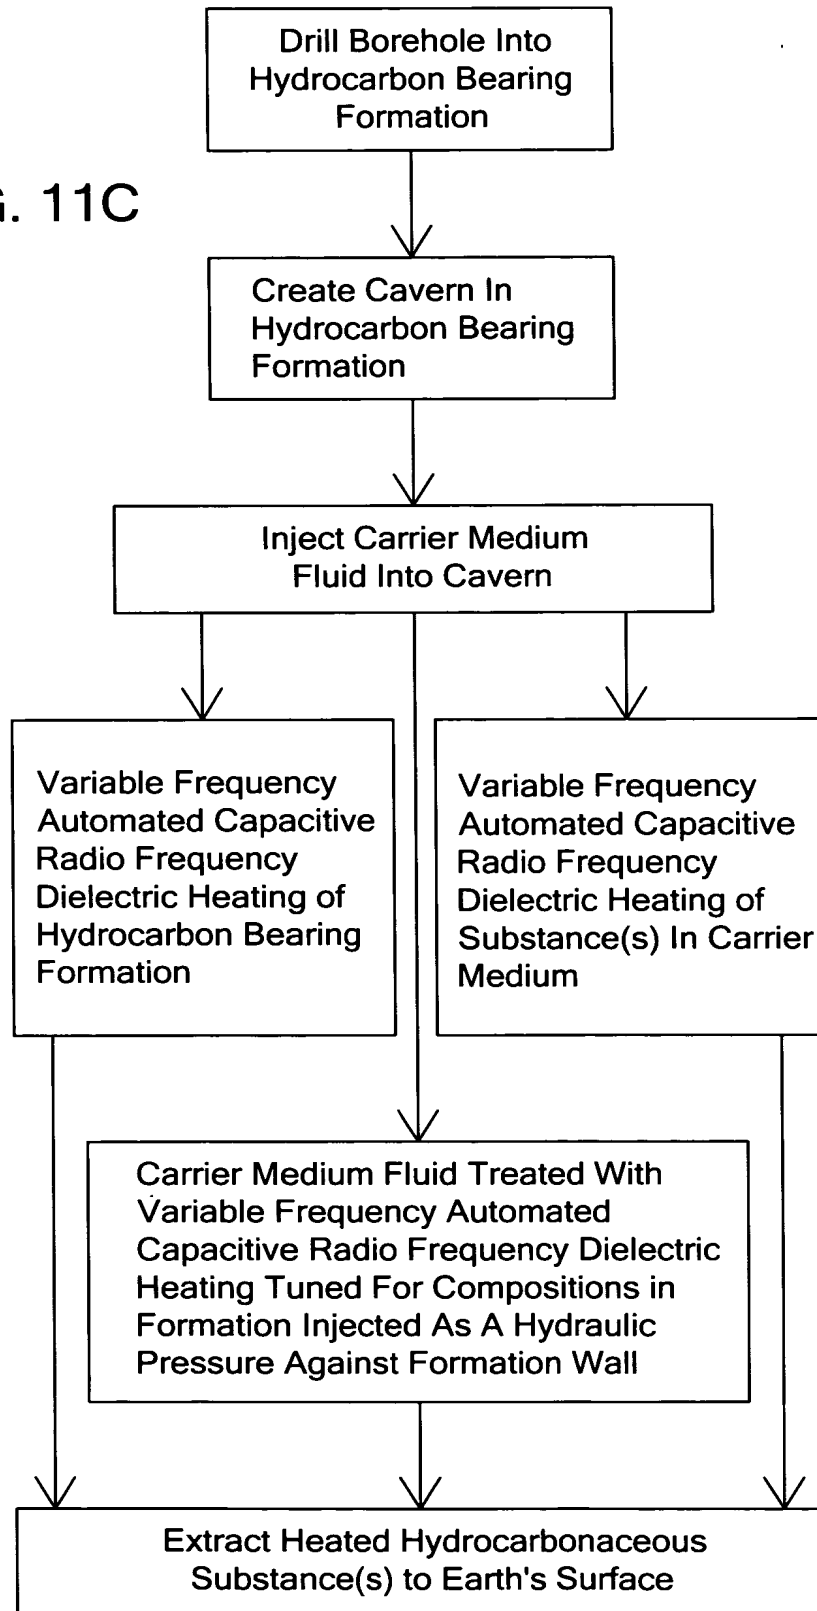 Drill Borehole Into
Hydrocarbon Bearing
Formation
. 11C
Create Cavern In
Hydrocarbon Bearing
Formation
Inject Carrier Medium
Fluid Into Cavern
Variable Frequency
Automated Capacitive
Radio Frequency
Dielectric Heating of
Hydrocarbon Bearing
Formation
Variable Frequency
Automated Capacitive
Radio Frequency
Dielectric Heating of
Substance(s) In Carrier
Medium
Carrier Medium Fluid Treated With
Variable Frequency Automated
Capacitive Radio Frequency Dielectric
Heating Tuned For Compositions in
Formation Injected As A Hydraulic
Pressure Against Formation Wall
Extract Heated Hydrocarbonaceous
Substance(s) to Earth's Surface